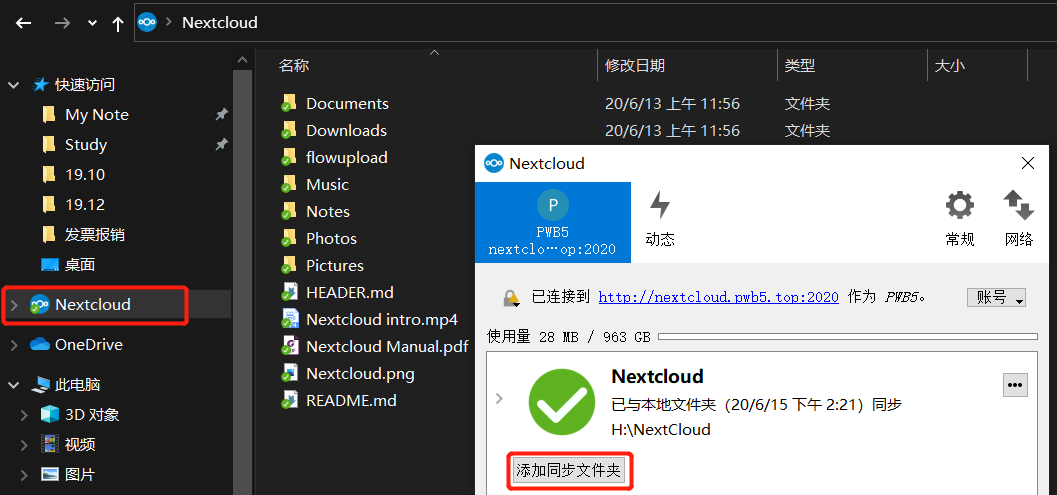 Nextcloud
快速访问
My Note
Study
19.10
19.12
发票报销
桌面
Nextcloud
OneDrive
此电脑
3D 对象
视频
图片
名称 修改日期 类型 大小
Documents 20/6/13 上午 11:56 文件夹
Downloads 20/6/13 上午 11:56 文件夹
flowupload
Music
Notes
Photos
Pictures
HEADER.md
Nextcloud intro.mp4
Nextcloud Manual.pdf
Nextcloud.png
README.md
Nextcloud
P
PWB5
nextclo…op:2020
动态
常规
网络
已连接到 http://nextcloud.pwb5.top:2020 作为 PWB5。
账号
使用量 28 MB / 963 GB
Nextcloud
已与本地文件夹（20/6/15 下午 2:21）同步
H:\NextCloud
添加同步文件夹